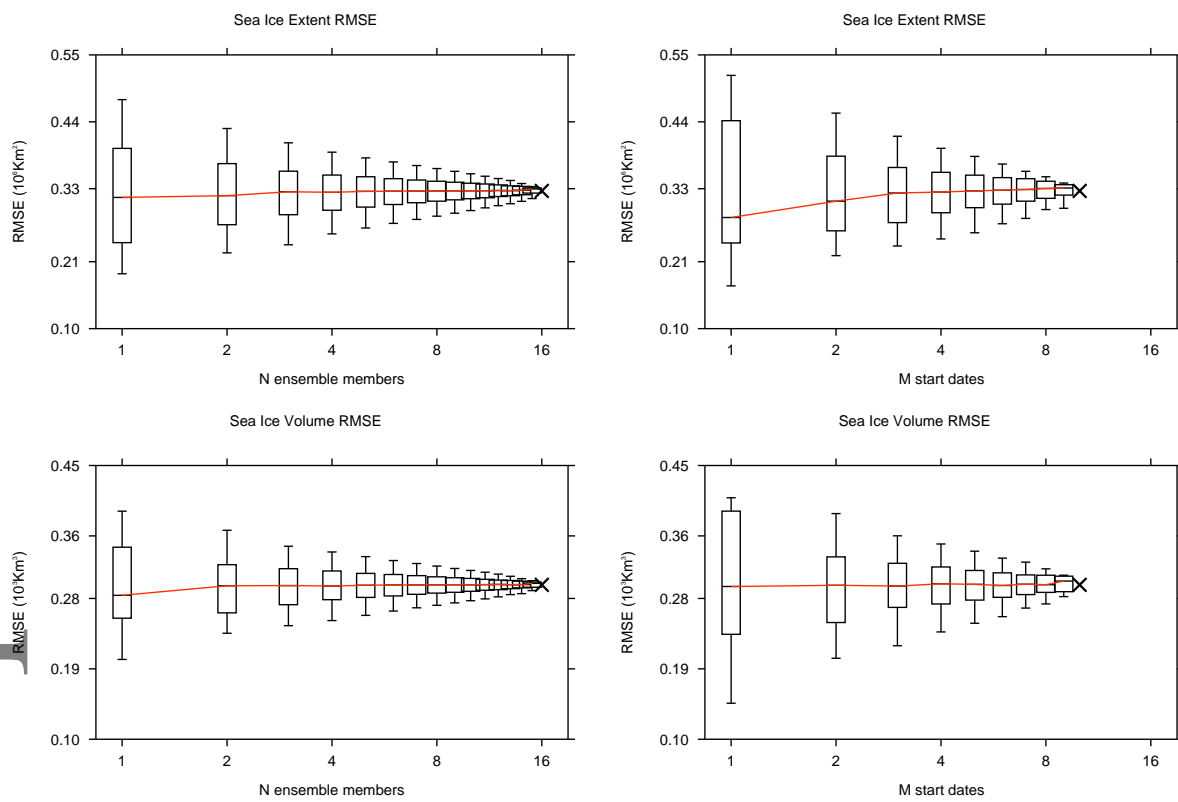 Sea Ice Extent RMSE
0.55
0.44
0.33
0.21
0.10
RMSE (10⁶Km²)
1 2 4 8 16
N ensemble members
Sea Ice Extent RMSE
0.55
0.44
0.33
0.21
0.10
RMSE (10⁶Km²)
1 2 4 8 16
M start dates
Sea Ice Volume RMSE
0.45
0.36
0.28
0.19
0.10
RMSE (10³Km³)
1 2 4 8 16
N ensemble members
Sea Ice Volume RMSE
0.45
0.36
0.28
0.19
0.10
RMSE (10³Km³)
1 2 4 8 16
M start dates